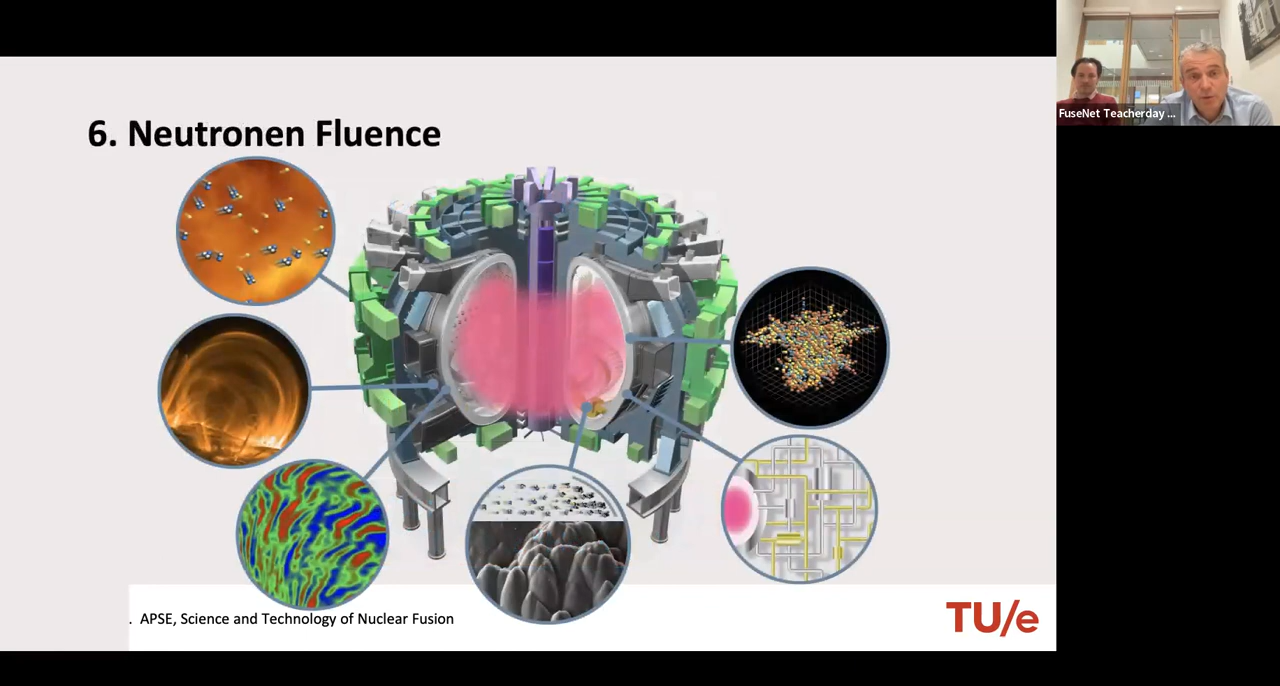 6. Neutronen Fluence
FuseNet Teacherday ...
. APSE, Science and Technology of Nuclear Fusion
TU/e